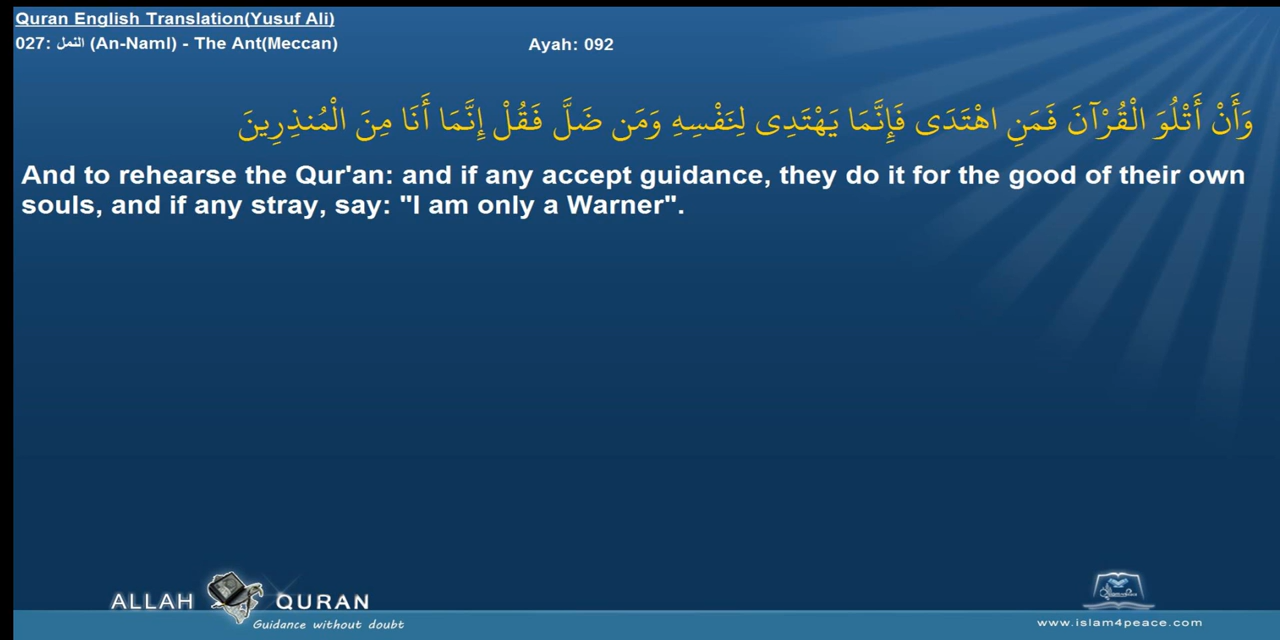 Quran English Translation(Yusuf Ali)
027: النمل (An-Naml) - The Ant(Meccan) Ayah: 092
وَأَنْ أَتْلُوَ الْقُرْآنَ فَمَنِ اهْتَدَى فَإِنَّمَا يَهْتَدِى لِنَفْسِهِ وَمَن ضَلَّ فَقُلْ إِنَّمَا أَنَا مِنَ الْمُنذِرِينَ
And to rehearse the Qur'an: and if any accept guidance, they do it for the good of their own
souls, and if any stray, say: "I am only a Warner".
ALLAH QURAN
Guidance without doubt
www.islam4peace.com